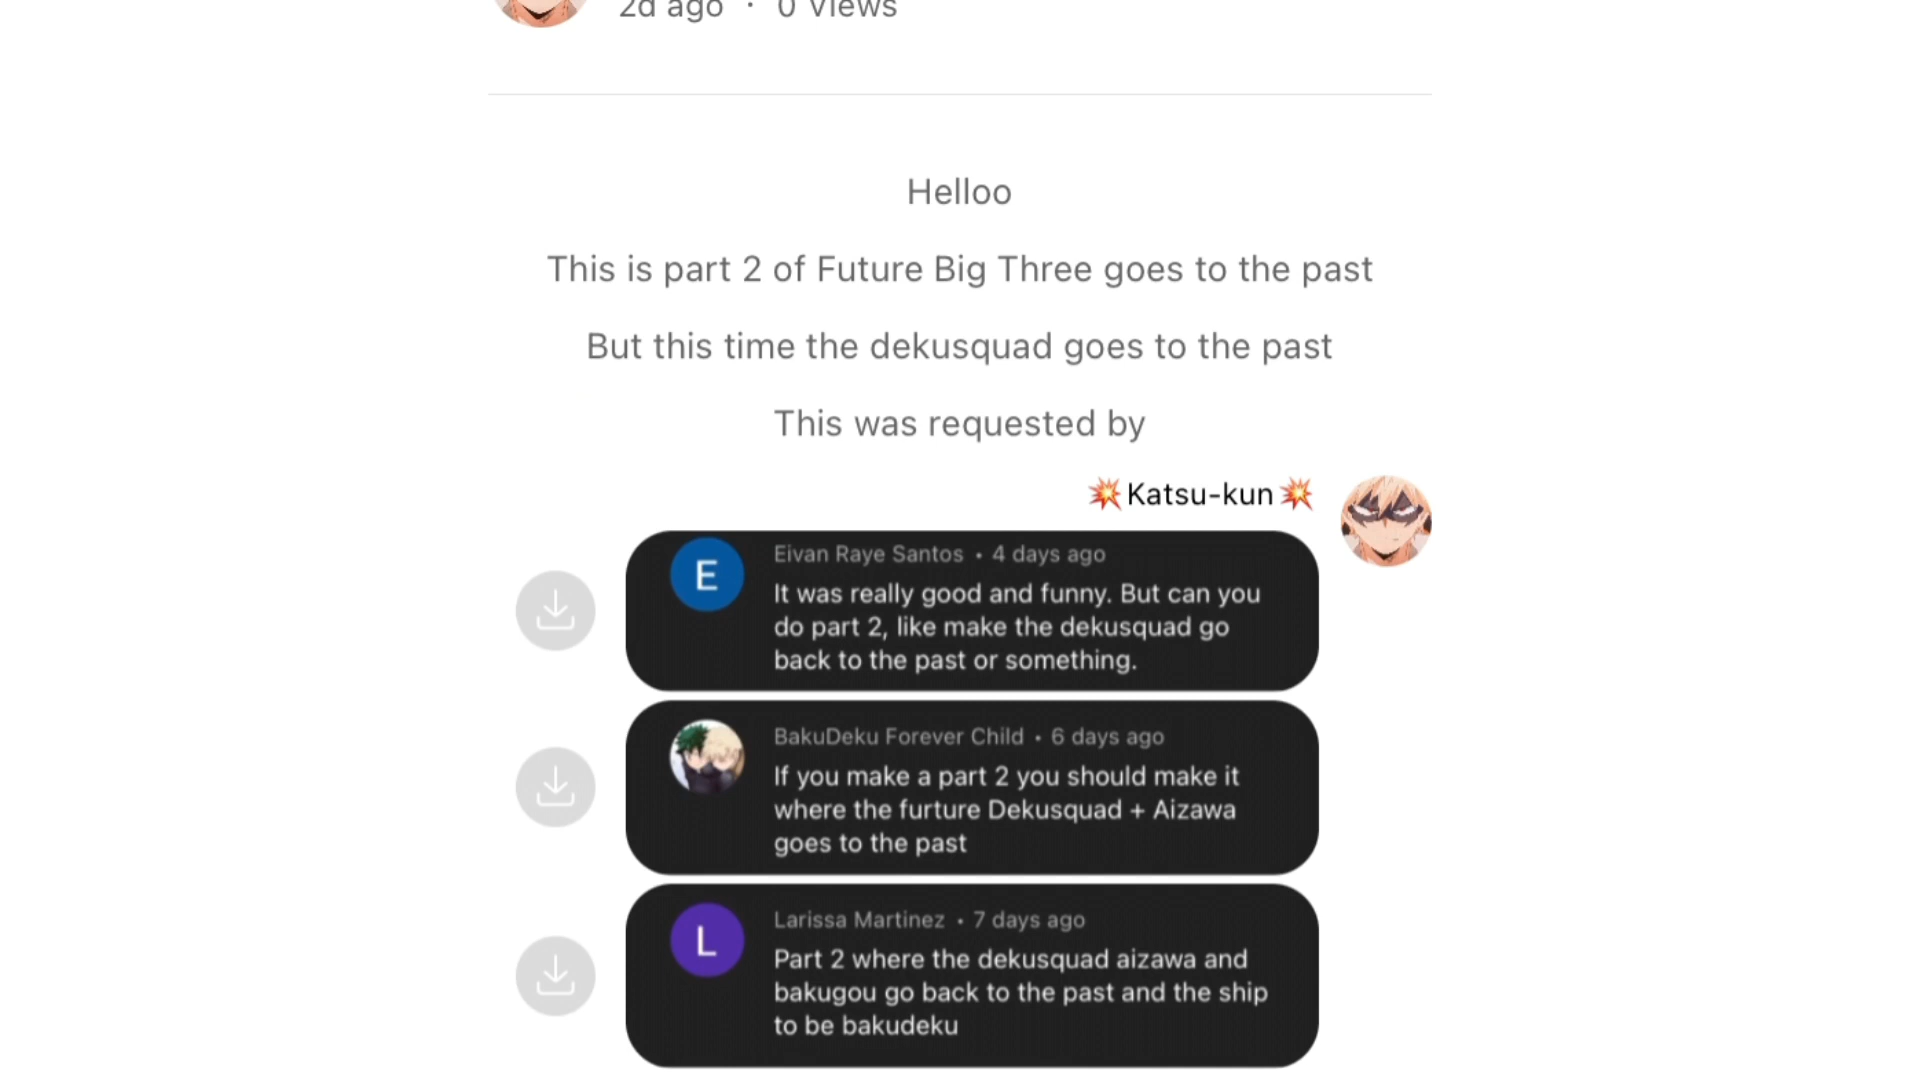 2d ago · 0 Views
Helloo
This is part 2 of Future Big Three goes to the past
But this time the dekusquad goes to the past
This was requested by
💥Katsu-kun💥
E
Eivan Raye Santos • 4 days ago
It was really good and funny. But can you
do part 2, like make the dekusquad go
back to the past or something.
BakuDeku Forever Child • 6 days ago
If you make a part 2 you should make it
where the furture Dekusquad + Aizawa
goes to the past
L
Larissa Martinez • 7 days ago
Part 2 where the dekusquad aizawa and
bakugou go back to the past and the ship
to be bakudeku